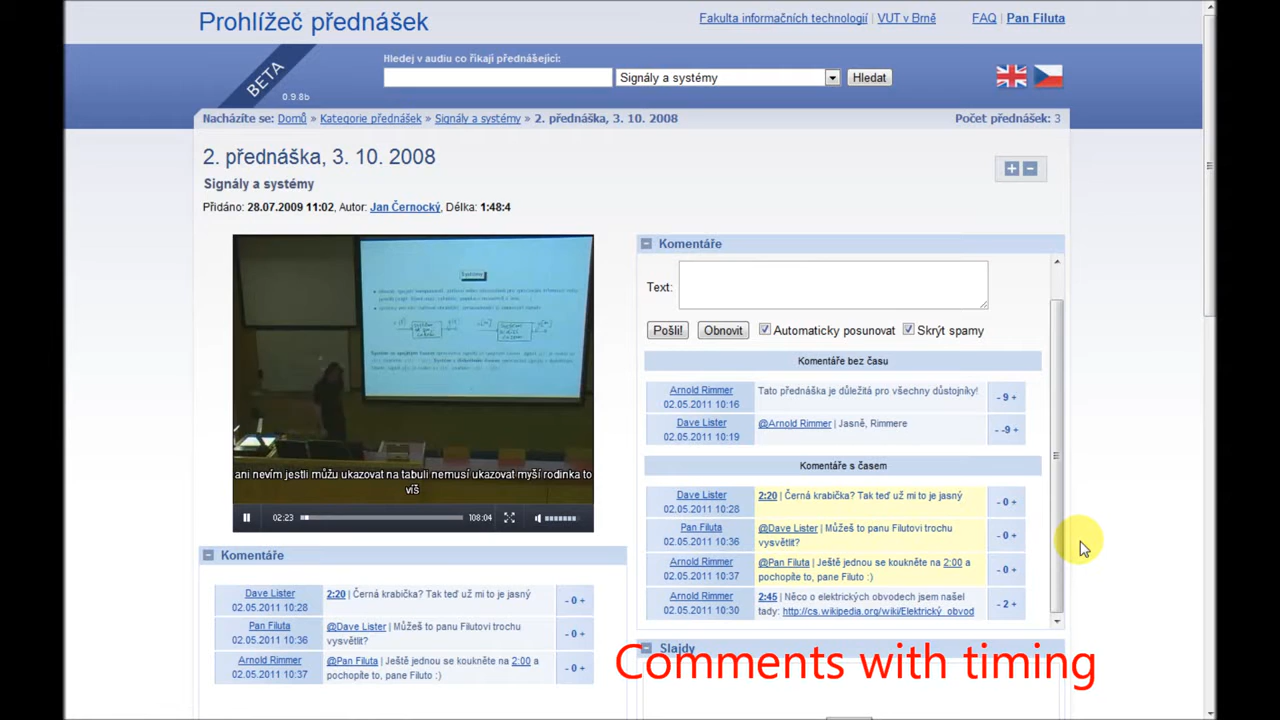 Prohlížeč přednášek
Fakulta informačních technologií | VUT v Brně
FAQ | Pan Filuta
BETA
0.9.8b
Hledej v audiu co říkají přednášející:
Signály a systémy
Hledat
Nacházíte se: Domů » Kategorie přednášek » Signály a systémy » 2. přednáška, 3. 10. 2008
Počet přednášek: 3
2. přednáška, 3. 10. 2008
Signály a systémy
Přidáno: 28.07.2009 11:02, Autor: Jan Černocký, Délka: 1:48:4
ani nevím jestli můžu ukazovat na tabuli nemusí ukazovat myší rodinka to
víš
02:23
108:04
Komentáře
Dave Lister
02.05.2011 10:28
2:20 | Černá krabička? Tak teď už mi to je jasný
- 0 +
Pan Filuta
02.05.2011 10:36
@Dave Lister | Můžeš to panu Filutovi trochu
vysvětlit?
- 0 +
Arnold Rimmer
02.05.2011 10:37
@Pan Filuta | Ještě jednou se koukněte na 2:00 a
pochopíte to, pane Filuto :)
- 0 +
Komentáře
Text:
Pošli!
Obnovit
Automaticky posunovat
Skrýt spamy
Komentáře bez času
Arnold Rimmer
02.05.2011 10:16
Tato přednáška je důležitá pro všechny důstojníky!
- 9 +
Dave Lister
02.05.2011 10:19
@Arnold Rimmer | Jasně, Rimmere
- -9 +
Komentáře s časem
Dave Lister
02.05.2011 10:28
2:20 | Černá krabička? Tak teď už mi to je jasný
- 0 +
Pan Filuta
02.05.2011 10:36
@Dave Lister | Můžeš to panu Filutovi trochu
vysvětlit?
- 0 +
Arnold Rimmer
02.05.2011 10:37
@Pan Filuta | Ještě jednou se koukněte na 2:00 a
pochopíte to, pane Filuto :)
- 0 +
Arnold Rimmer
02.05.2011 10:30
2:45 | Něco o elektrických obvodech jsem našel
tady: http://cs.wikipedia.org/wiki/Elektrický_obvod
- 2 +
Slajdy
Comments with timing